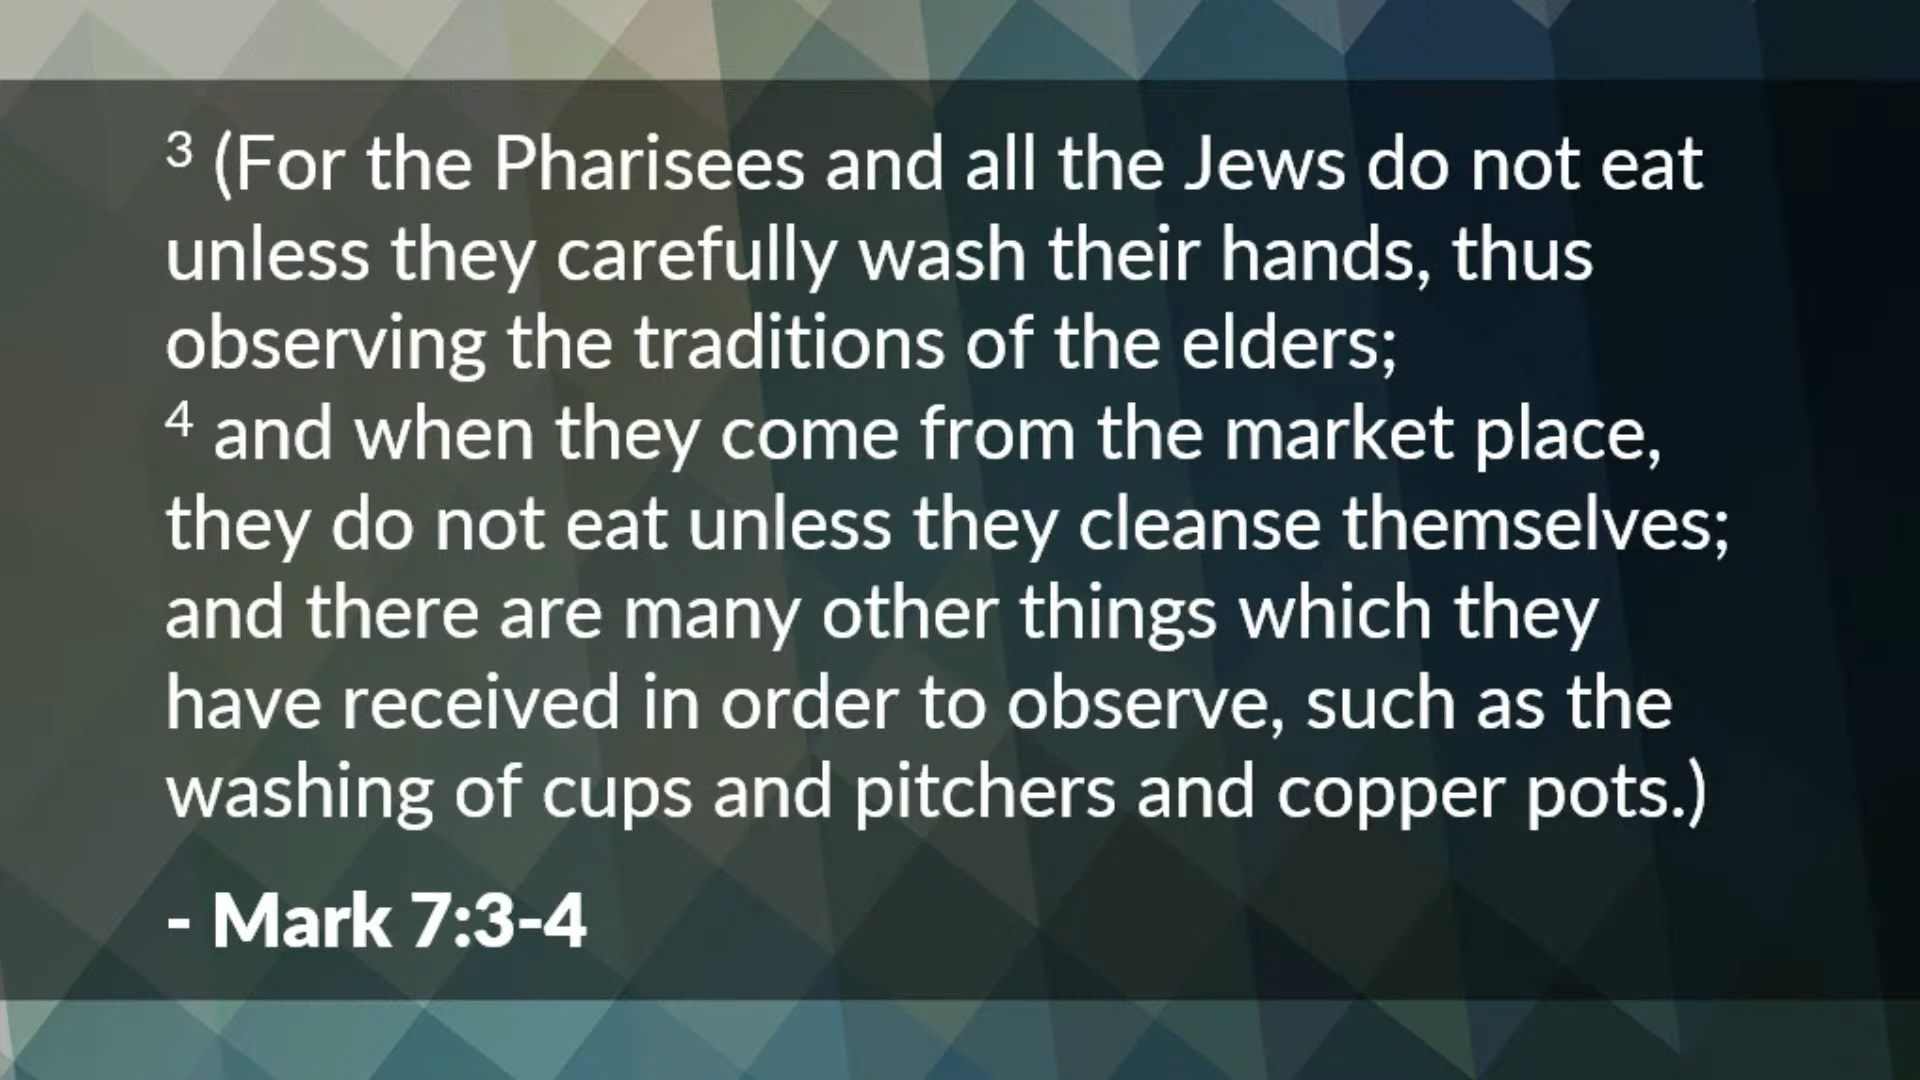 3 (For the Pharisees and all the Jews do not eat
unless they carefully wash their hands, thus
observing the traditions of the elders;
4 and when they come from the market place,
they do not eat unless they cleanse themselves;
and there are many other things which they
have received in order to observe, such as the
washing of cups and pitchers and copper pots.)
- Mark 7:3-4